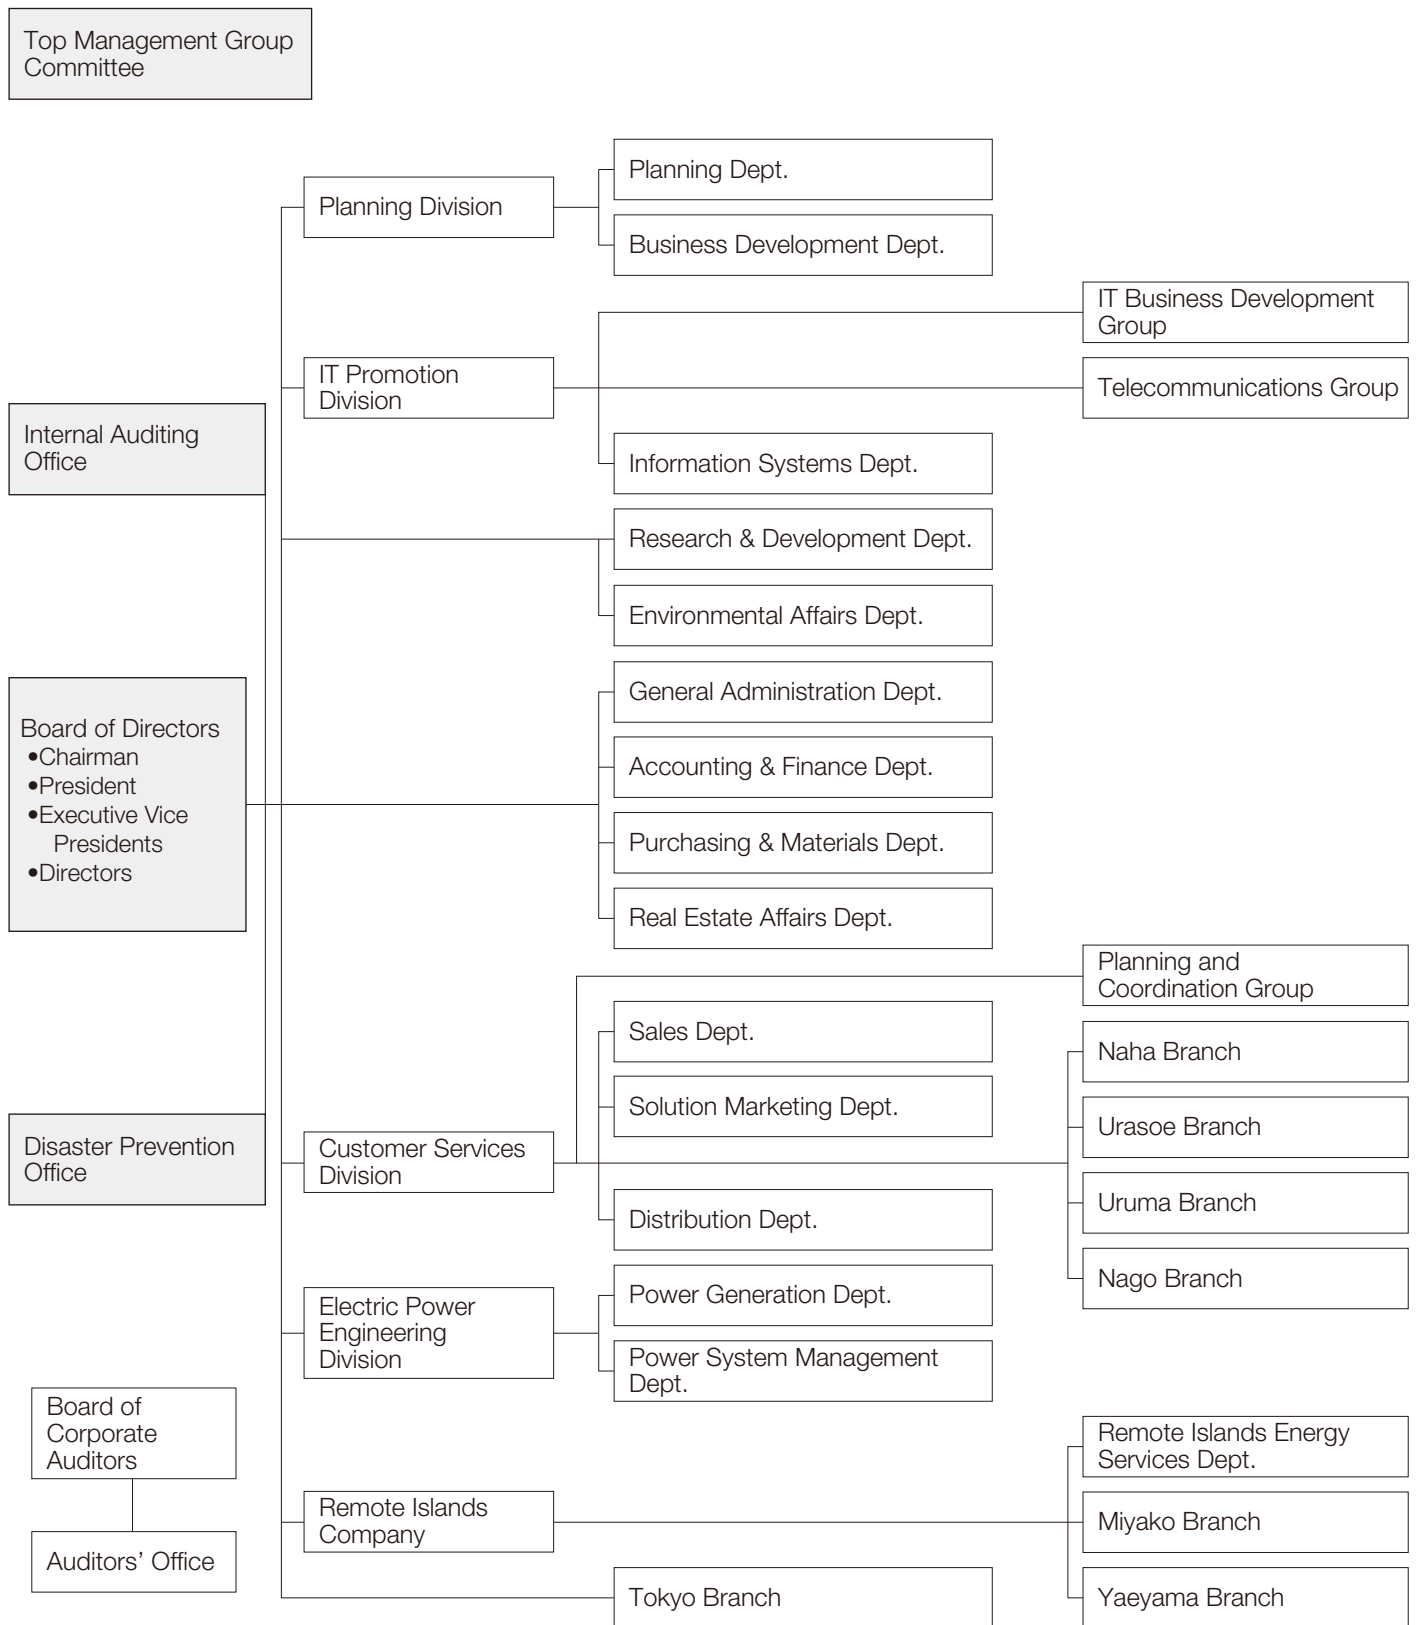 Top Management Group
Committee
Planning Division
Planning Dept.
Business Development Dept.
IT Promotion
Division
IT Business Development
Group
Telecommunications Group
Information Systems Dept.
Internal Auditing
Office
Research & Development Dept.
Environmental Affairs Dept.
Board of Directors
•Chairman
•President
•Executive Vice
Presidents
•Directors
General Administration Dept.
Accounting & Finance Dept.
Purchasing & Materials Dept.
Real Estate Affairs Dept.
Disaster Prevention
Office
Customer Services
Division
Planning and
Coordination Group
Sales Dept.
Solution Marketing Dept.
Distribution Dept.
Naha Branch
Urasoe Branch
Uruma Branch
Nago Branch
Electric Power
Engineering
Division
Power Generation Dept.
Power System Management
Dept.
Board of
Corporate
Auditors
Auditors’ Office
Remote Islands
Company
Remote Islands Energy
Services Dept.
Miyako Branch
Yaeyama Branch
Tokyo Branch